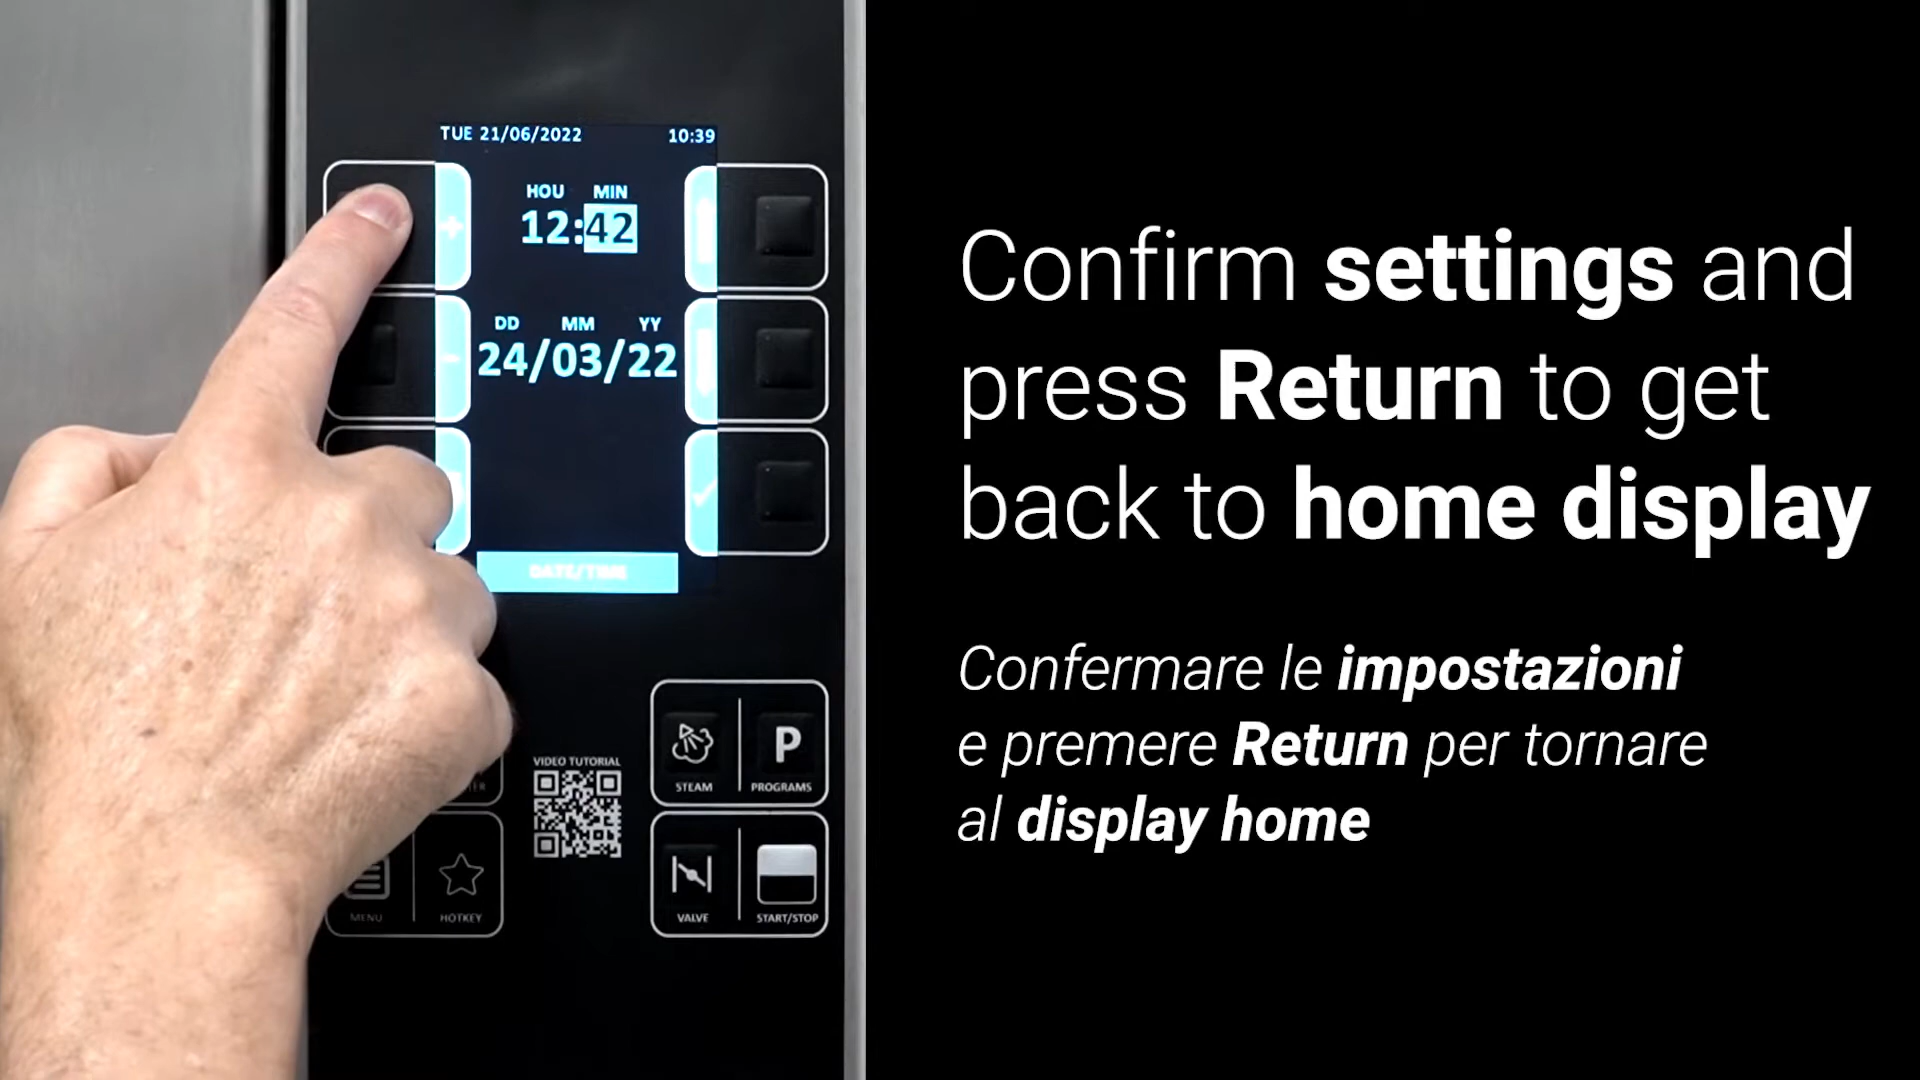 TUE 21/06/2022 10:39
HOU MIN
12:42
DD MM YY
24/03/22
DATE/TIME
VIDEO TUTORIAL
STEAM
P
PROGRAMS
MENU
HOTKEY
VALVE
START/STOP
Confirm settings and
press Return to get
back to home display
Confermare le impostazioni
e premere Return per tornare
al display home